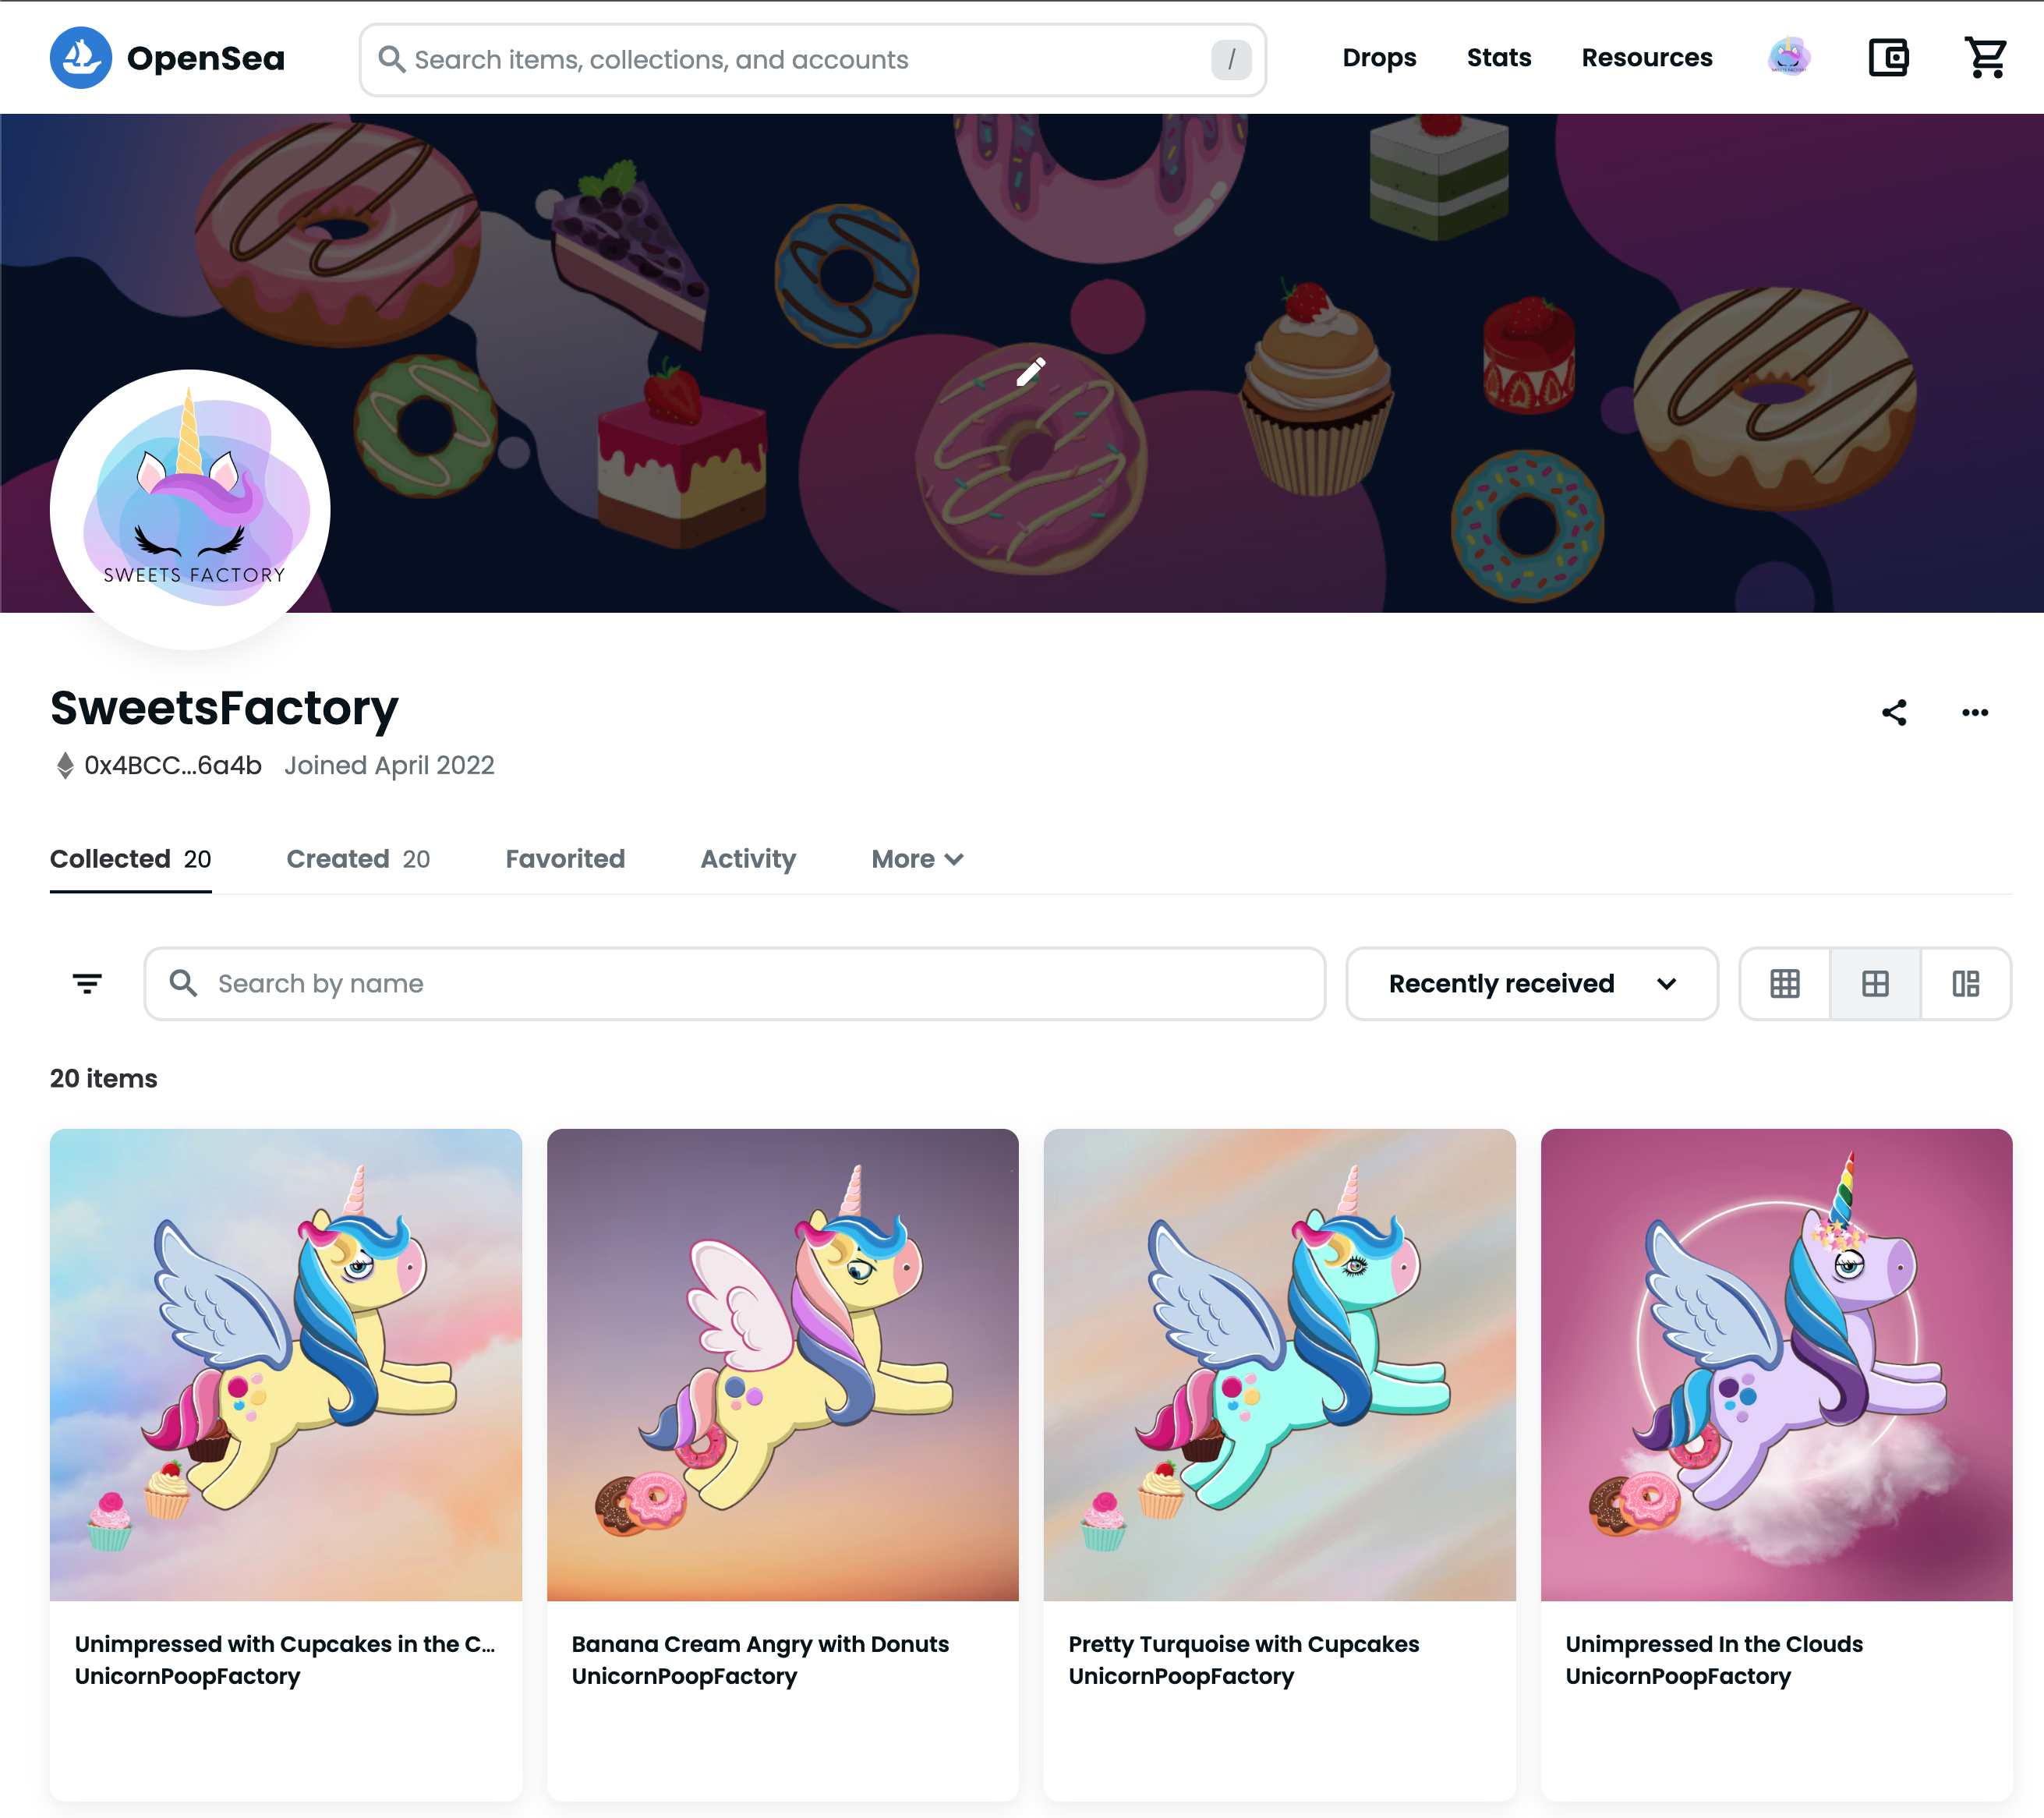 OpenSea
Search items, collections, and accounts
/
Drops
Stats
Resources
SWEETS FACTORY
SweetsFactory
0x4BCC...6a4b Joined April 2022
Collected 20
Created 20
Favorited
Activity
More
Search by name
Recently received
20 items
Unimpressed with Cupcakes in the C...
UnicornPoopFactory
Banana Cream Angry with Donuts
UnicornPoopFactory
Pretty Turquoise with Cupcakes
UnicornPoopFactory
Unimpressed In the Clouds
UnicornPoopFactory